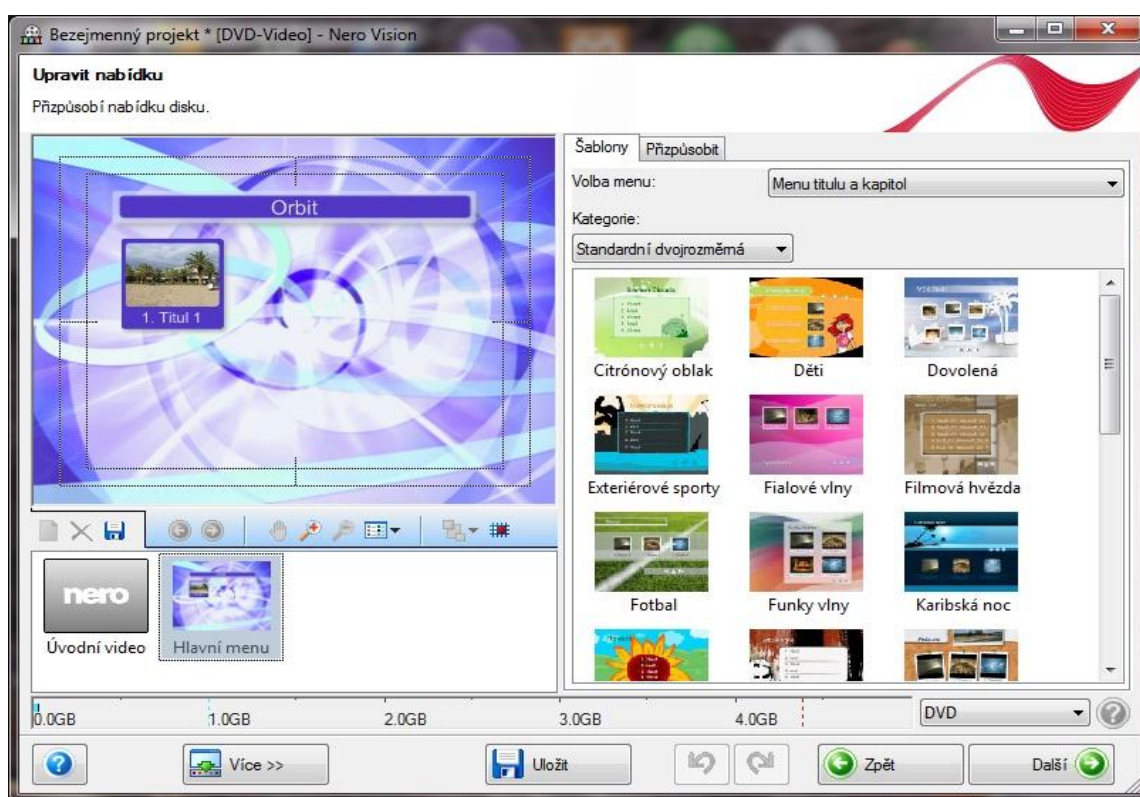 Bezejmenný projekt * [DVD-Video] - Nero Vision
Upravit nabídku
Přizpůsobí nabídku disku.
Orbit
1. Titul 1
nero
Úvodní video
Hlavní menu
Šablony Přizpůsobit
Volba menu: Menu titulu a kapitol
Kategorie:
Standardní dvojrozměrná
Citrónový oblak Děti Dovolená
Exteriérové sporty Fialové vlny Filmová hvězda
Fotbal Funky vlny Karibská noc
0.0GB 1.0GB 2.0GB 3.0GB 4.0GB DVD
Více >> Uložit Zpět Další